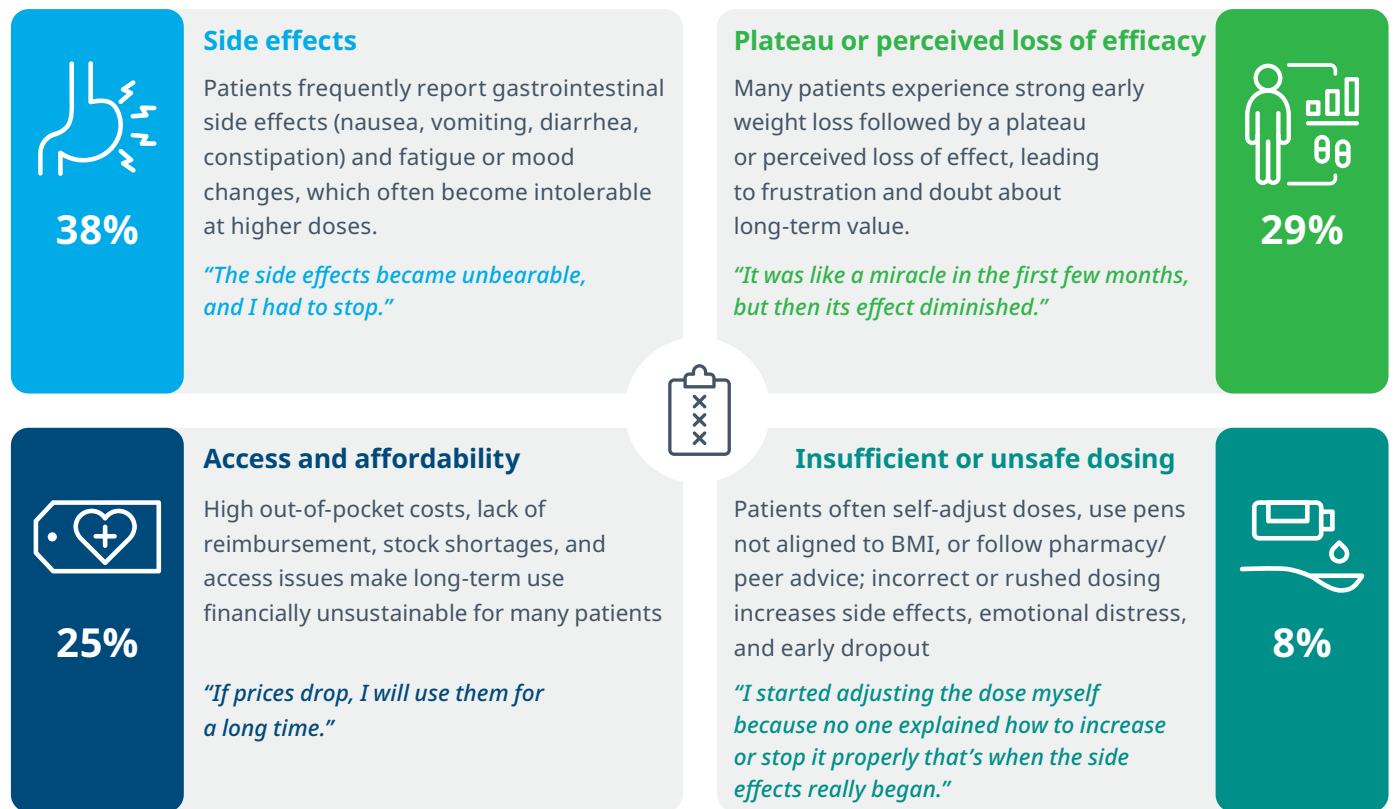 Side effects
Patients frequently report gastrointestinal
side effects (nausea, vomiting, diarrhea,
constipation) and fatigue or mood
changes, which often become intolerable
at higher doses.
“The side effects became unbearable,
and I had to stop.”
38%
Plateau or perceived loss of efficacy
Many patients experience strong early
weight loss followed by a plateau
or perceived loss of effect, leading
to frustration and doubt about
long-term value.
“It was like a miracle in the first few months,
but then its effect diminished.”
29%
Access and affordability
High out-of-pocket costs, lack of
reimbursement, stock shortages, and
access issues make long-term use
financially unsustainable for many patients
“If prices drop, I will use them for
a long time.”
25%
Insufficient or unsafe dosing
Patients often self-adjust doses, use pens
not aligned to BMI, or follow pharmacy/
peer advice; incorrect or rushed dosing
increases side effects, emotional distress,
and early dropout
“I started adjusting the dose myself
because no one explained how to increase
or stop it properly that’s when the side
effects really began.”
8%